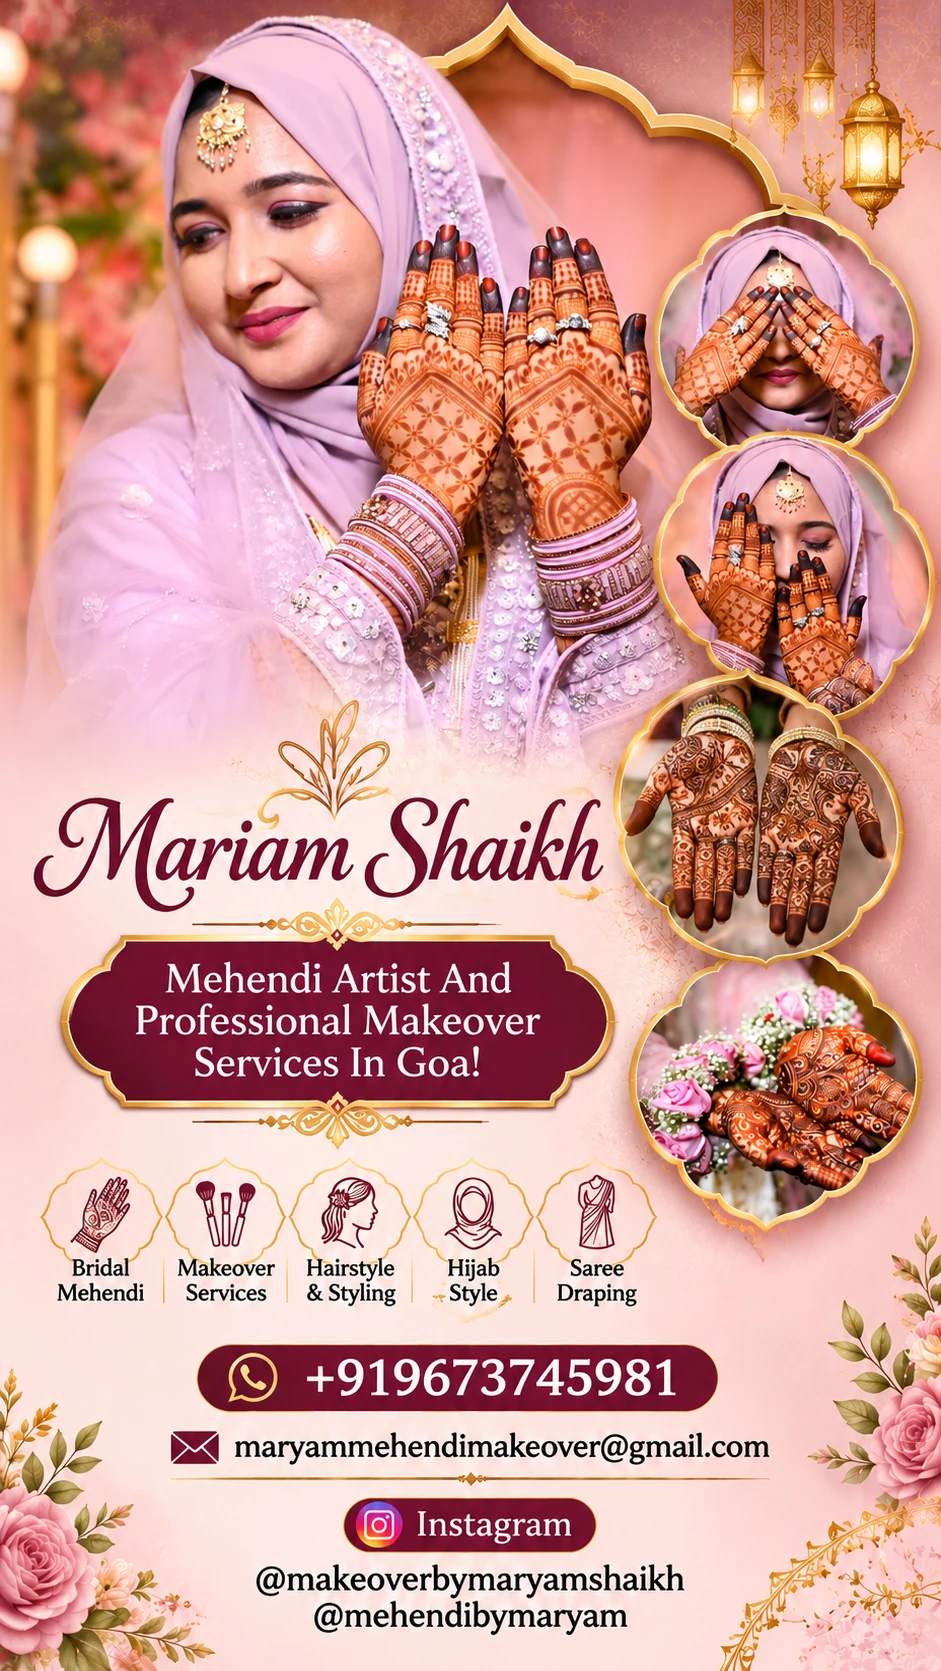 Mariam Shaikh
Mehendi Artist And
Professional Makeover
Services In Goa!
Bridal
Mehendi
Makeover
Services
Hairstyle
& Styling
Hijab
Style
Saree
Draping
+919673745981
maryammehendimakeover@gmail.com
Instagram
@makeoverbymaryamshaikh
@mehendibymaryam